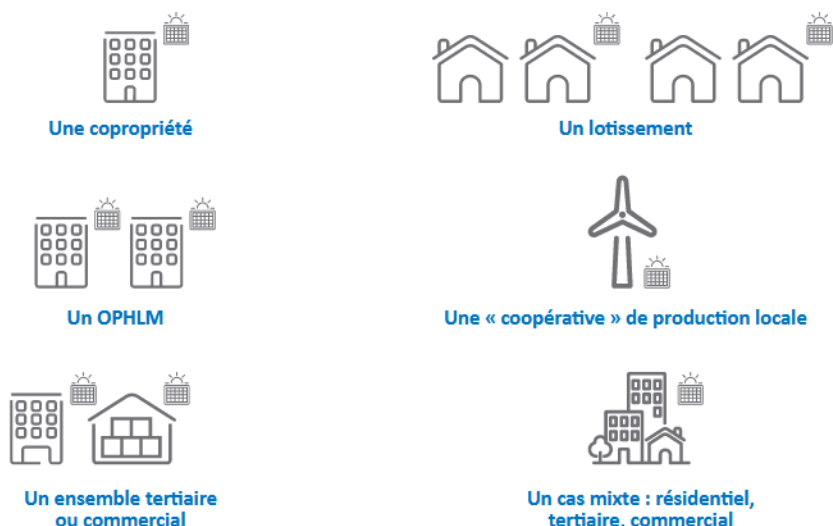 Une copropriété
Un lotissement
Un OPHLM
Une « coopérative » de production locale
Un ensemble tertiaire
ou commercial
Un cas mixte : résidentiel,
tertiaire, commercial